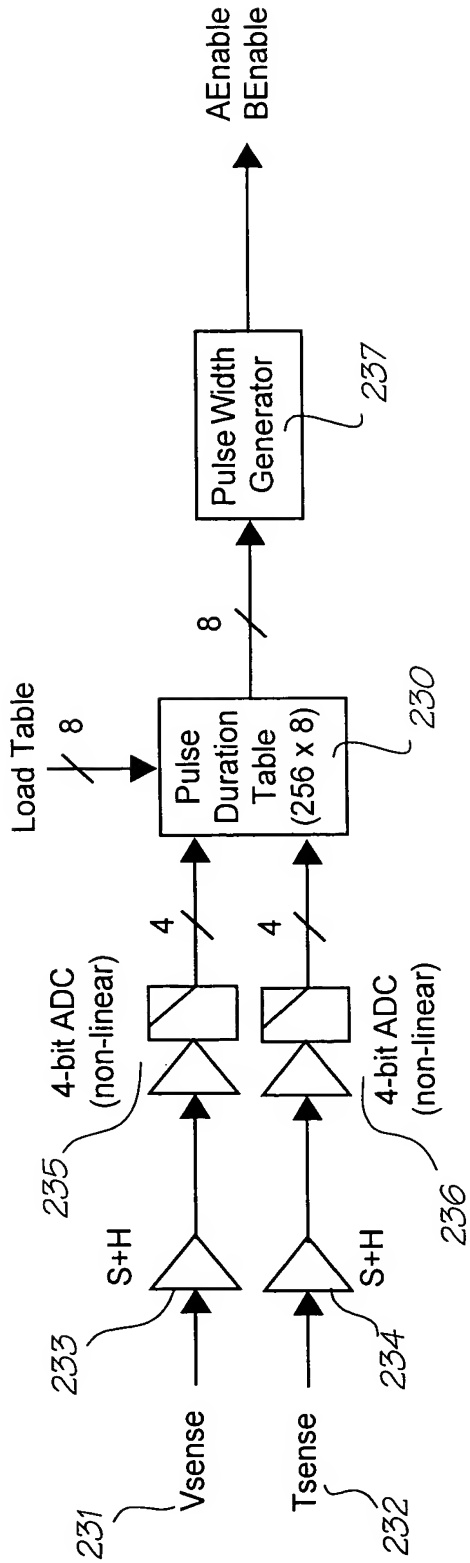 231
Vsense
Tsense
232
233
S+H
S+H
234
235
4-bit ADC
(non-linear)
4-bit ADC
(non-linear)
236
4
4
Load Table
8
Pulse
Duration
Table
(256 x 8)
230
8
Pulse Width
Generator
237
AEnable
BEnable